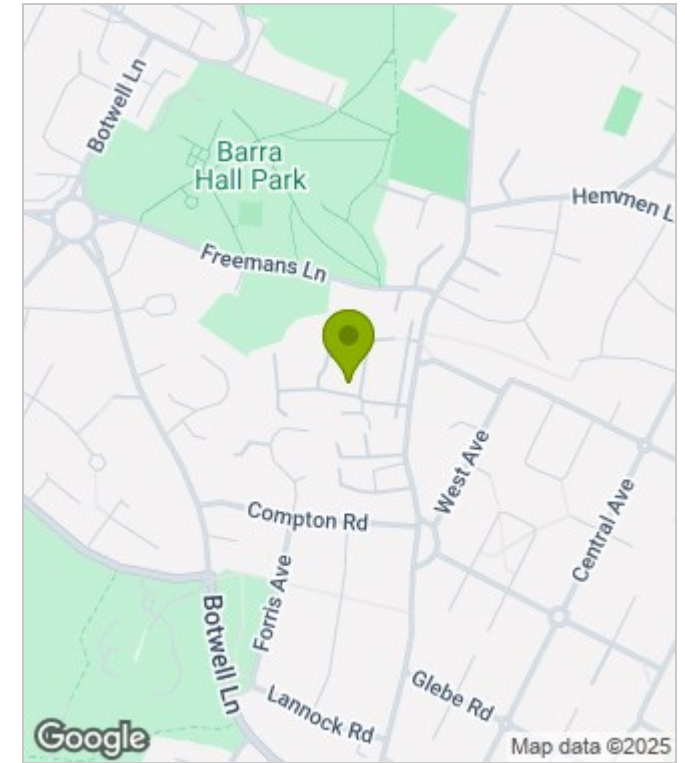 Botwell Ln
Barra
Hall Park
Hemmen L
Freemans Ln
West Ave
Central Ave
Compton Rd
Forris Ave
Botwell Ln
Glebe Rd
Lannock Rd
Google
Map data ©2025